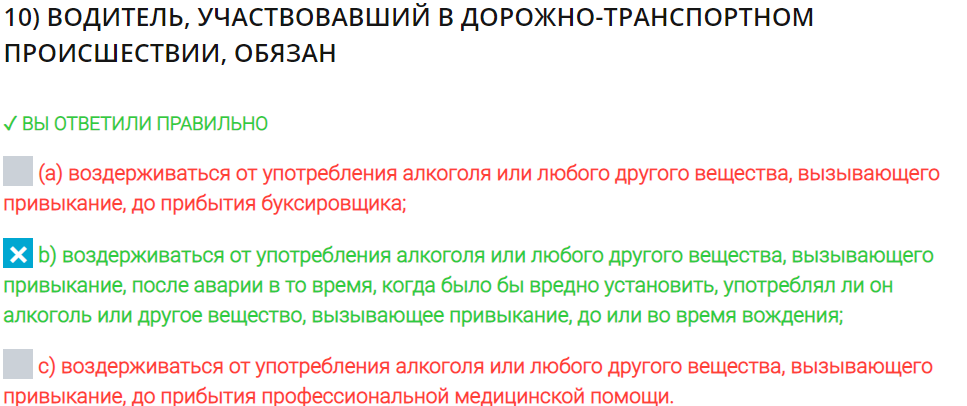 10) ВОДИТЕЛЬ, УЧАСТВОВАВШИЙ В ДОРОЖНО-ТРАНСПОРТНОМ
ПРОИСШЕСТВИИ, ОБЯЗАН
✓ ВЫ ОТВЕТИЛИ ПРАВИЛЬНО
(a) воздерживаться от употребления алкоголя или любого другого вещества, вызывающего
привыкание, до прибытия буксировщика;
b) воздерживаться от употребления алкоголя или любого другого вещества, вызывающего
привыкание, после аварии в то время, когда было бы вредно установить, употреблял ли он
алкоголь или другое вещество, вызывающее привыкание, до или во время вождения;
c) воздерживаться от употребления алкоголя или любого другого вещества, вызывающего
привыкание, до прибытия профессиональной медицинской помощи.